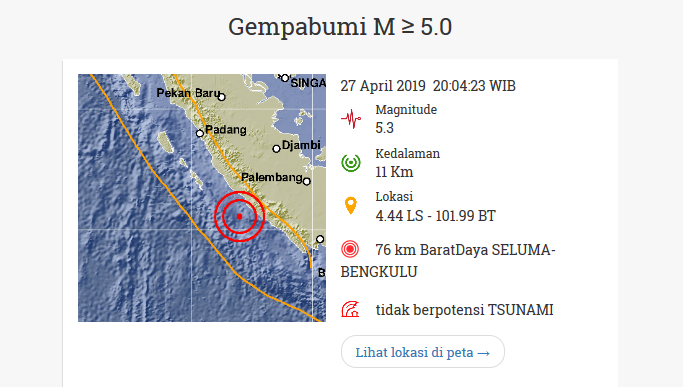 Gempabumi M ≥ 5.0
SINGA
Pekan Baru
Padang
Djambi
Palembang
B
27 April 2019 20:04:23 WIB
Magnitude
5.3
Kedalaman
11 Km
Lokasi
4.44 LS - 101.99 BT
76 km BaratDaya SELUMA-
BENGKULU
tidak berpotensi TSUNAMI
Lihat lokasi di peta →